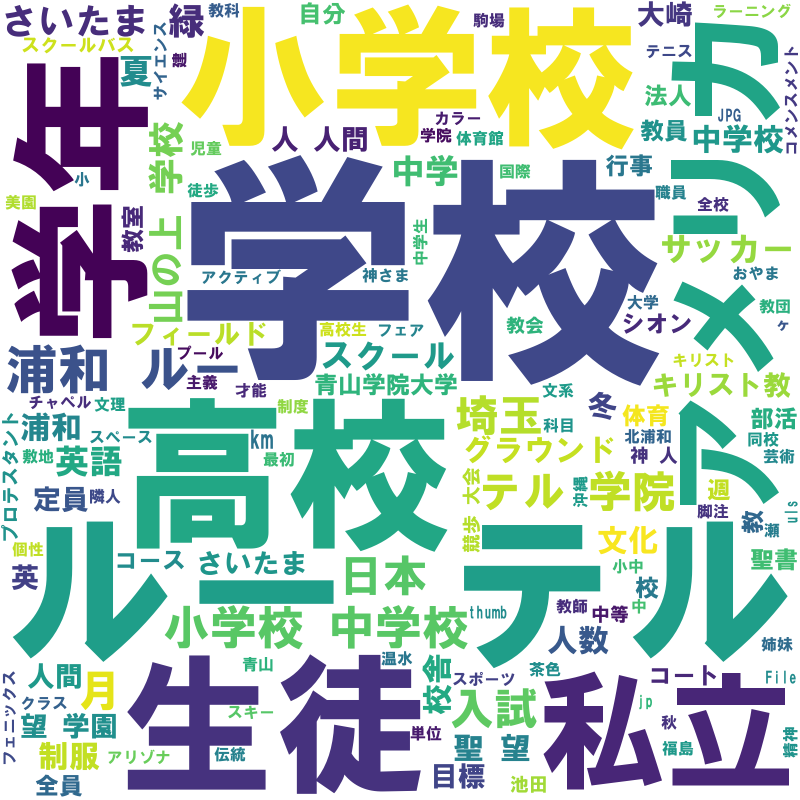 さいたま
緑
教科
自分
駒場
大崎
ラーニング
スクールバス
夏
サイエンス
建
小学校
テニス
アメリカ
法人
JPG
コメンスメント
カラー
教員
中学校
学年
児童
人 人間
学院
体育館
小
学校
徒歩
中学
国際
行事
職員
全校
美園
教室
山の上
学校
中学生
サッカー
アクティブ
神さま
おやま
大学
教団
ヶ
フィールド
高校生
フェア
教会
シオン
浦和 ルー
プール
スクール
キリスト
チャペル
文理
主義
才能
青山学院大学
文系
キリスト教
冬
浦和
スペース
制度
高校
埼玉
科目
体育
部活
北浦和
同校
プロテスタント
敷地
英語
km
最初
グラウンド
神 人
芸術
定員
隣人
大会
テル
沖縄
学院
週
脚注
uls
個性
ルーテル
競歩
文化
教
瀬
英
コース
さいたま
日本
小中
校
聖書
小学校 中学校
thumb
教師
中等
中
人数
姉妹
フェニックス
人間
月
青山
生徒
温水
校舎
スポーツ
茶色
私立
コート
File
クラス
望 学園
スキー
入試
jp
秋
制服
アリゾナ
伝統
単位
聖 望
福島
精神
全員
目標
池田